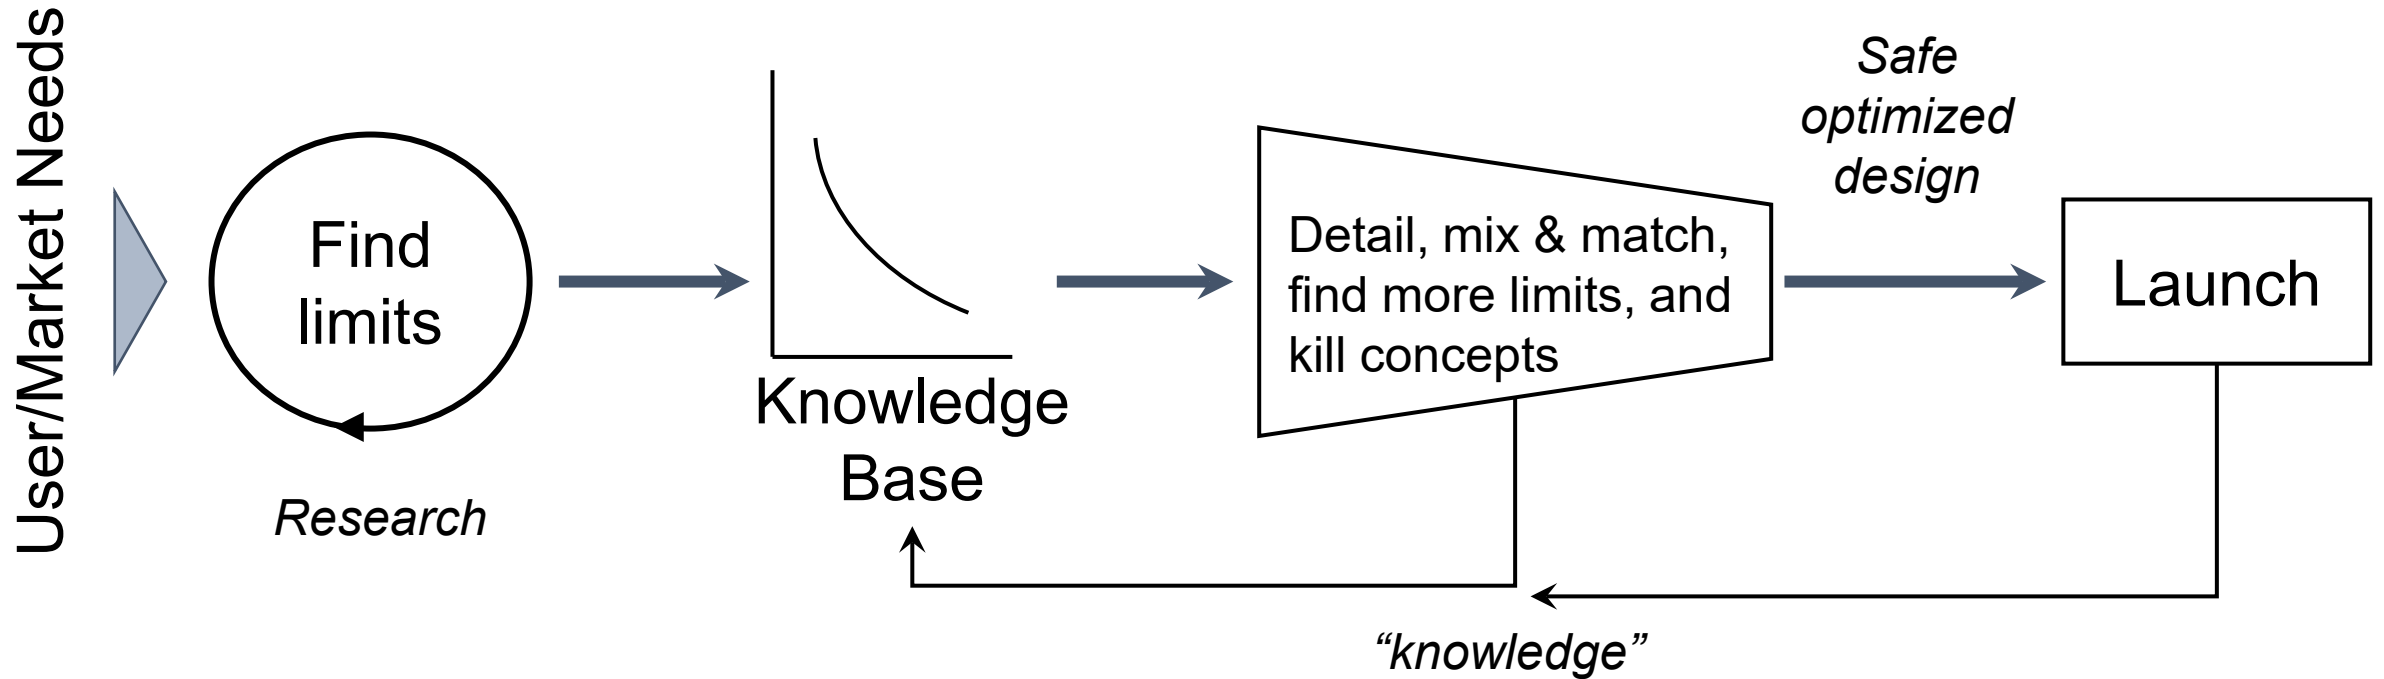 User/Market Needs
Find
limits
Research
Knowledge
Base
Detail, mix & match,
find more limits, and
kill concepts
Safe
optimized
design
Launch
“knowledge”